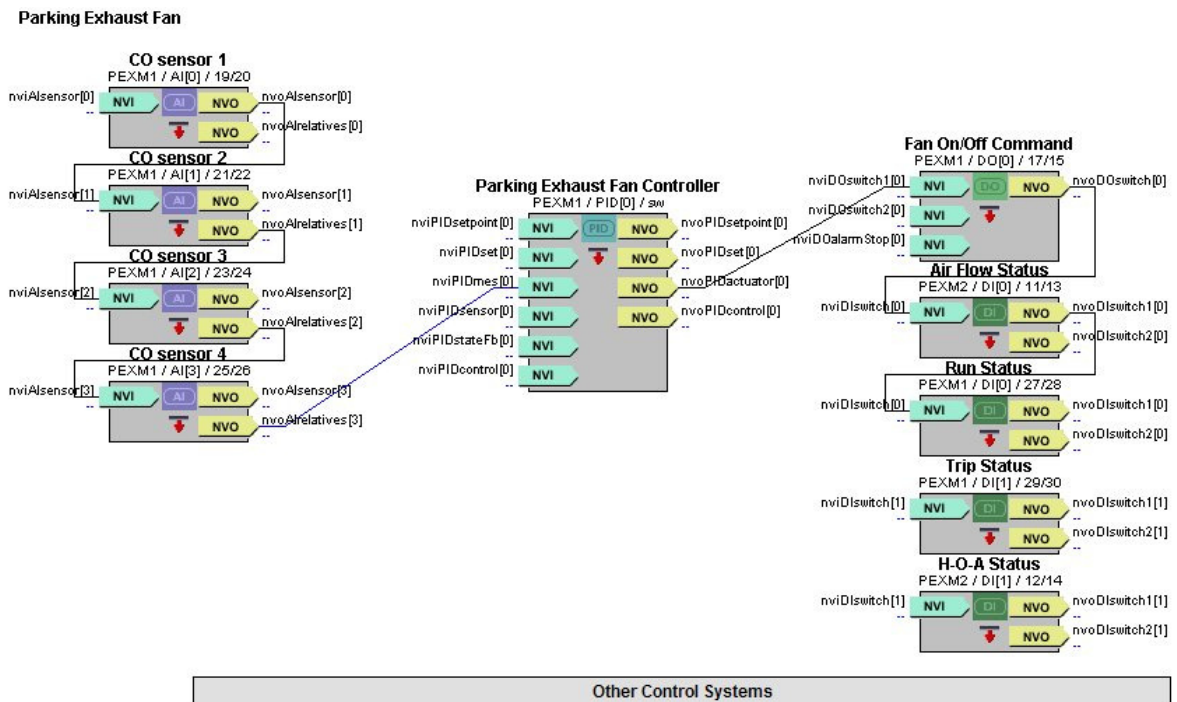 Parking Exhaust Fan
CO sensor 1
PEXM1 / AI[0] / 19/20
nviAIsensor[0] NVI AI NVO nvoAIsensor[0]
--
NVO nvoAIrelatives[0]
--
CO sensor 2
PEXM1 / AI[1] / 21/22
nviAIsensor[1] NVI AI NVO nvoAIsensor[1]
--
NVO nvoAIrelatives[1]
--
CO sensor 3
PEXM1 / AI[2] / 23/24
nviAIsensor[2] NVI AI NVO nvoAIsensor[2]
--
NVO nvoAIrelatives[2]
--
CO sensor 4
PEXM1 / AI[3] / 25/26
nviAIsensor[3] NVI AI NVO nvoAIsensor[3]
--
NVO nvoAIrelatives[3]
--
Parking Exhaust Fan Controller
PEXM1 / PID[0] / sw
nviPIDsetpoint[0] NVI PID NVO nvoPIDsetpoint[0]
nviPIDset[0] NVI NVO nvoPIDset[0]
nviPIDmes[0] NVI NVO nvoPIDactuator[0]
nviPIDsensor[0] NVI NVO nvoPIDcontrol[0]
nviPIDstateFb[0] NVI
nviPIDcontrol[0] NVI
Fan On/Off Command
PEXM1 / DO[0] / 17/15
nviDOswitch1[0] NVI DO NVO nvoDOswitch[0]
nviDOswitch2[0] NVI
nviDOalarmStop[0] NVI
Air Flow Status
PEXM2 / DI[0] / 11/13
nviDIswitch[0] NVI DI NVO nvoDIswitch1[0]
NVO nvoDIswitch2[0]
Run Status
PEXM1 / DI[0] / 27/28
nviDIswitch[0] NVI DI NVO nvoDIswitch1[0]
NVO nvoDIswitch2[0]
Trip Status
PEXM1 / DI[1] / 29/30
nviDIswitch[1] NVI DI NVO nvoDIswitch1[1]
NVO nvoDIswitch2[1]
H-O-A Status
PEXM2 / DI[1] / 12/14
nviDIswitch[1] NVI DI NVO nvoDIswitch1[1]
NVO nvoDIswitch2[1]
Other Control Systems